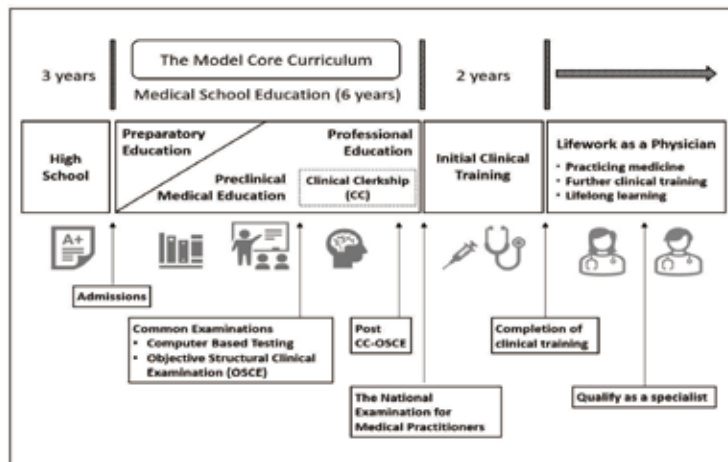 3 years
The Model Core Curriculum
Medical School Education (6 years)
2 years
High
School
Preparatory
Education
Preclinical
Medical Education
Professional
Education
Clinical Clerkship
(CC)
Initial Clinical
Training
Lifework as a Physician
• Practicing medicine
• Further clinical training
• Lifelong learning
A+
Admissions
Common Examinations
• Computer Based Testing
• Objective Structural Clinical
Examination (OSCE)
Post
CC-OSCE
The National
Examination for
Medical Practitioners
Completion of
clinical training
Qualify as a specialist